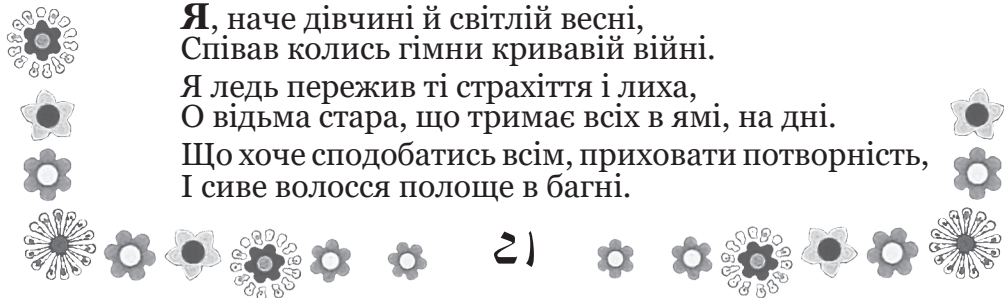 Я, наче дівчині й світлій весні,
Співав колись гімни кривавій війні.
Я ледь пережив ті страхіття і лиха,
О відьма стара, що тримає всіх в ямі, на дні.
Що хоче сподобатись всім, приховати потворність,
І сиве волосся полоще в багні.
21